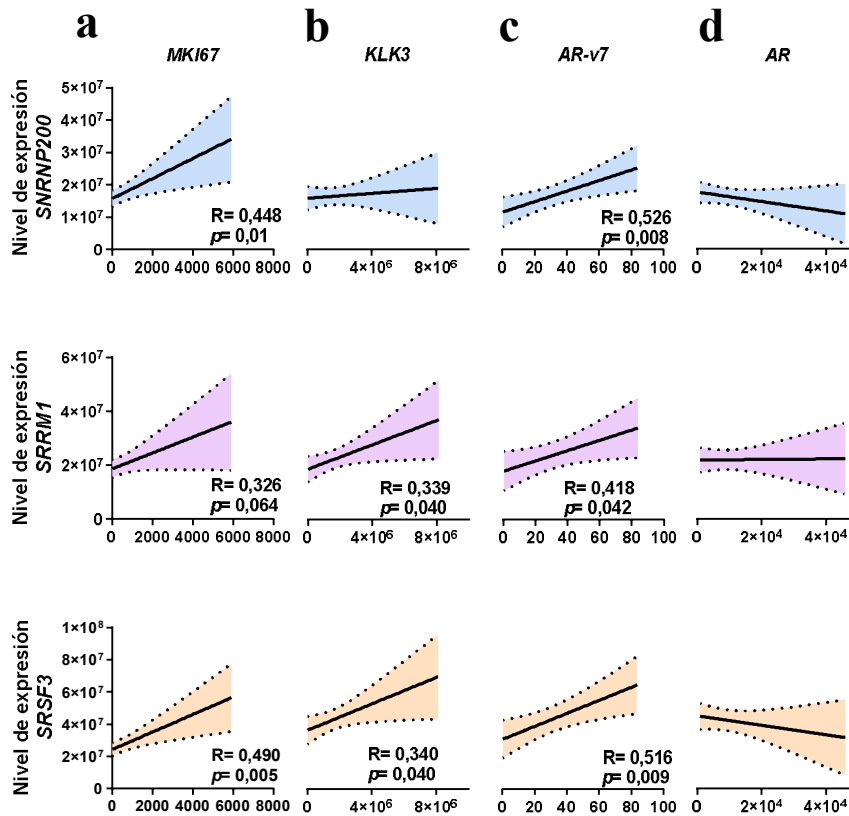 a b c d
MKI67 KLK3 AR-v7 AR
Nivel de expresión
SNRNP200
5×10⁷
4×10⁷
3×10⁷
2×10⁷
1×10⁷
0
R= 0,448
p= 0,01
R= 0,526
p= 0,008
0 2000 4000 6000 8000
0 4×10⁶ 8×10⁶
0 20 40 60 80 100
0 2×10⁴ 4×10⁴
Nivel de expresión
SRRM1
6×10⁷
4×10⁷
2×10⁷
0
R= 0,326
p= 0,064
R= 0,339
p= 0,040
R= 0,418
p= 0,042
0 2000 4000 6000 8000
0 4×10⁶ 8×10⁶
0 20 40 60 80 100
0 2×10⁴ 4×10⁴
Nivel de expresión
SRSF3
1×10⁸
8×10⁷
6×10⁷
4×10⁷
2×10⁷
0
R= 0,490
p= 0,005
R= 0,340
p= 0,040
R= 0,516
p= 0,009
0 2000 4000 6000 8000
0 4×10⁶ 8×10⁶
0 20 40 60 80 100
0 2×10⁴ 4×10⁴